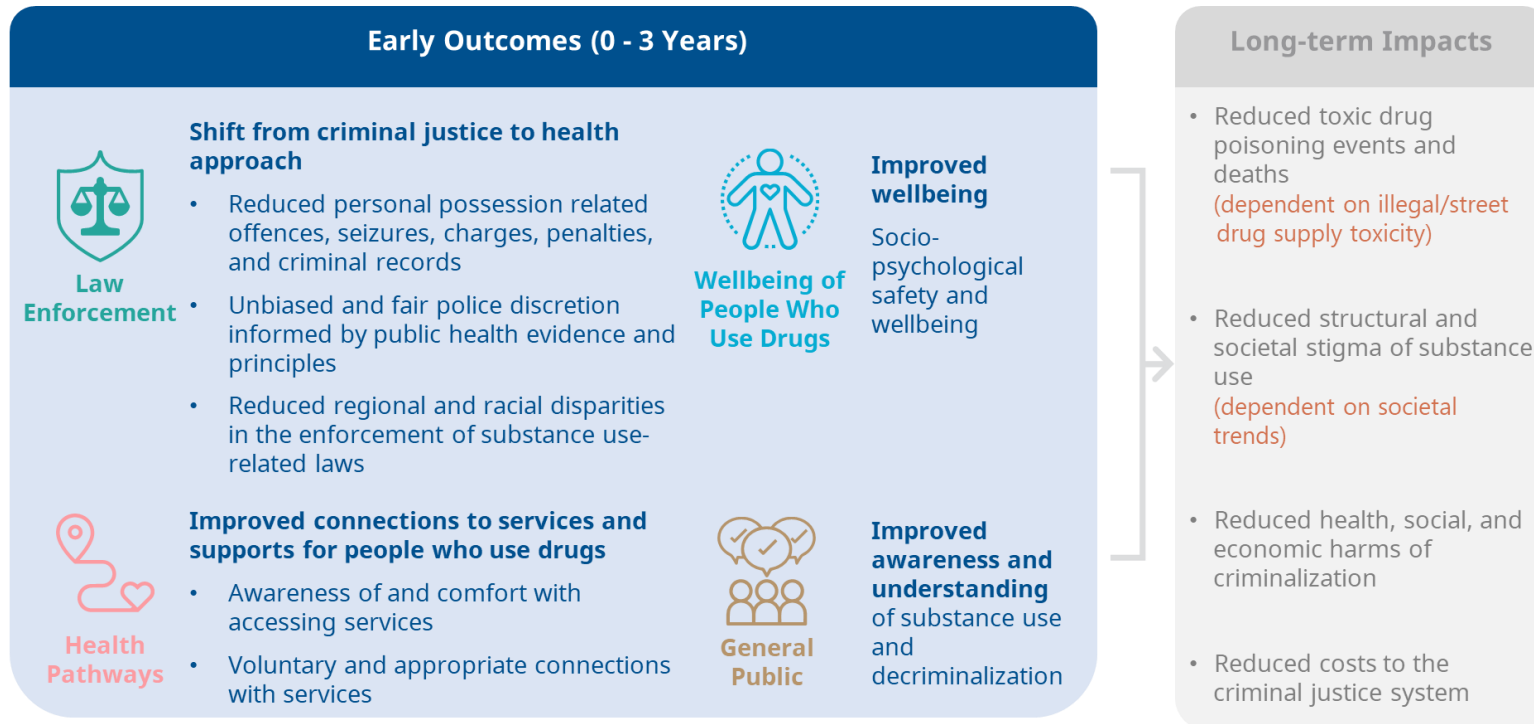 Early Outcomes (0 - 3 Years)
Shift from criminal justice to health
approach
• Reduced personal possession related
offences, seizures, charges, penalties,
and criminal records
• Unbiased and fair police discretion
informed by public health evidence and
principles
• Reduced regional and racial disparities
in the enforcement of substance use-
related laws
Law
Enforcement
Improved
wellbeing
Socio-
psychological
safety and
wellbeing
Wellbeing of
People Who
Use Drugs
Improved connections to services and
supports for people who use drugs
• Awareness of and comfort with
accessing services
• Voluntary and appropriate connections
with services
Health
Pathways
Improved
awareness and
understanding
of substance use
and
decriminalization
General
Public
Long-term Impacts
• Reduced toxic drug
poisoning events and
deaths
(dependent on illegal/street
drug supply toxicity)
• Reduced structural and
societal stigma of substance
use
(dependent on societal
trends)
• Reduced health, social, and
economic harms of
criminalization
• Reduced costs to the
criminal justice system